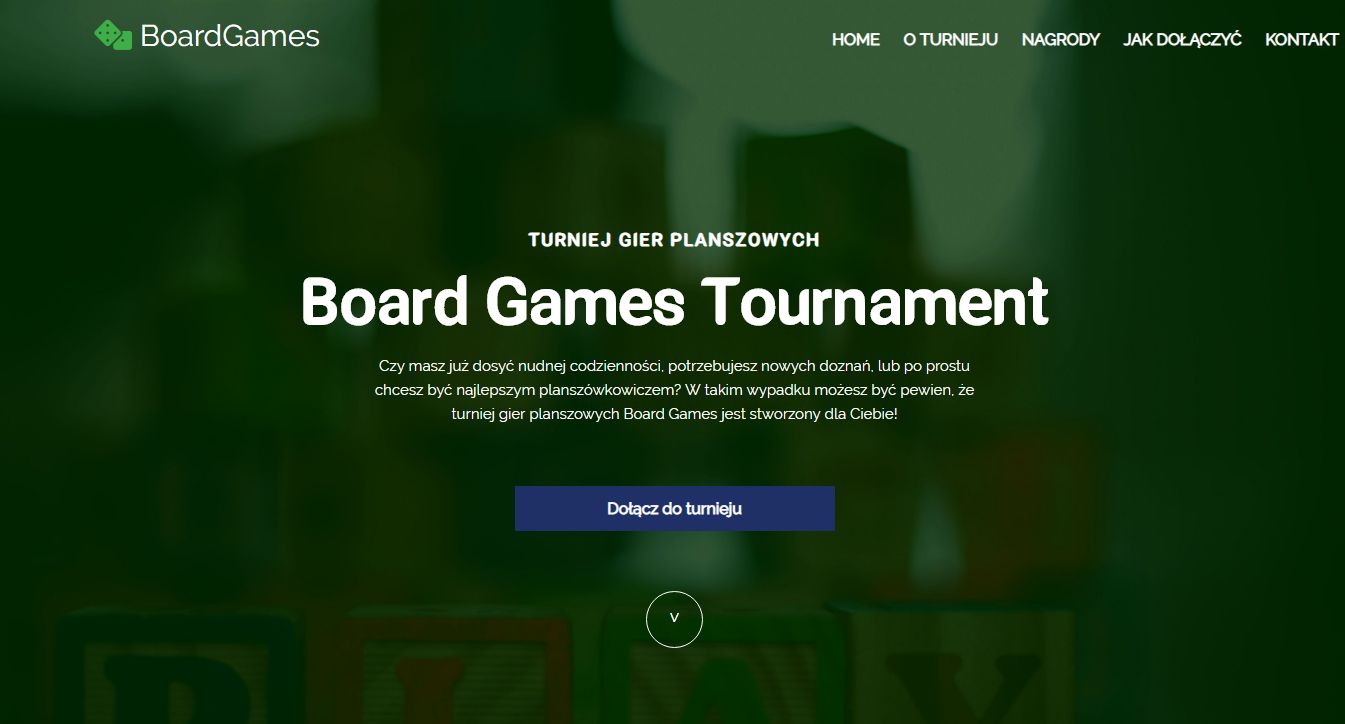 BoardGames
HOME O TURNIEJU NAGRODY JAK DOŁĄCZYĆ KONTAKT
TURNIEJ GIER PLANSZOWYCH
Board Games Tournament
Czy masz już dosyć nudnej codzienności, potrzebujesz nowych doznań, lub po prostu
chcesz być najlepszym planszówkowiczem? W takim wypadku możesz być pewien, że
turniej gier planszowych Board Games jest stworzony dla Ciebie!
Dołącz do turnieju
V
PLAY